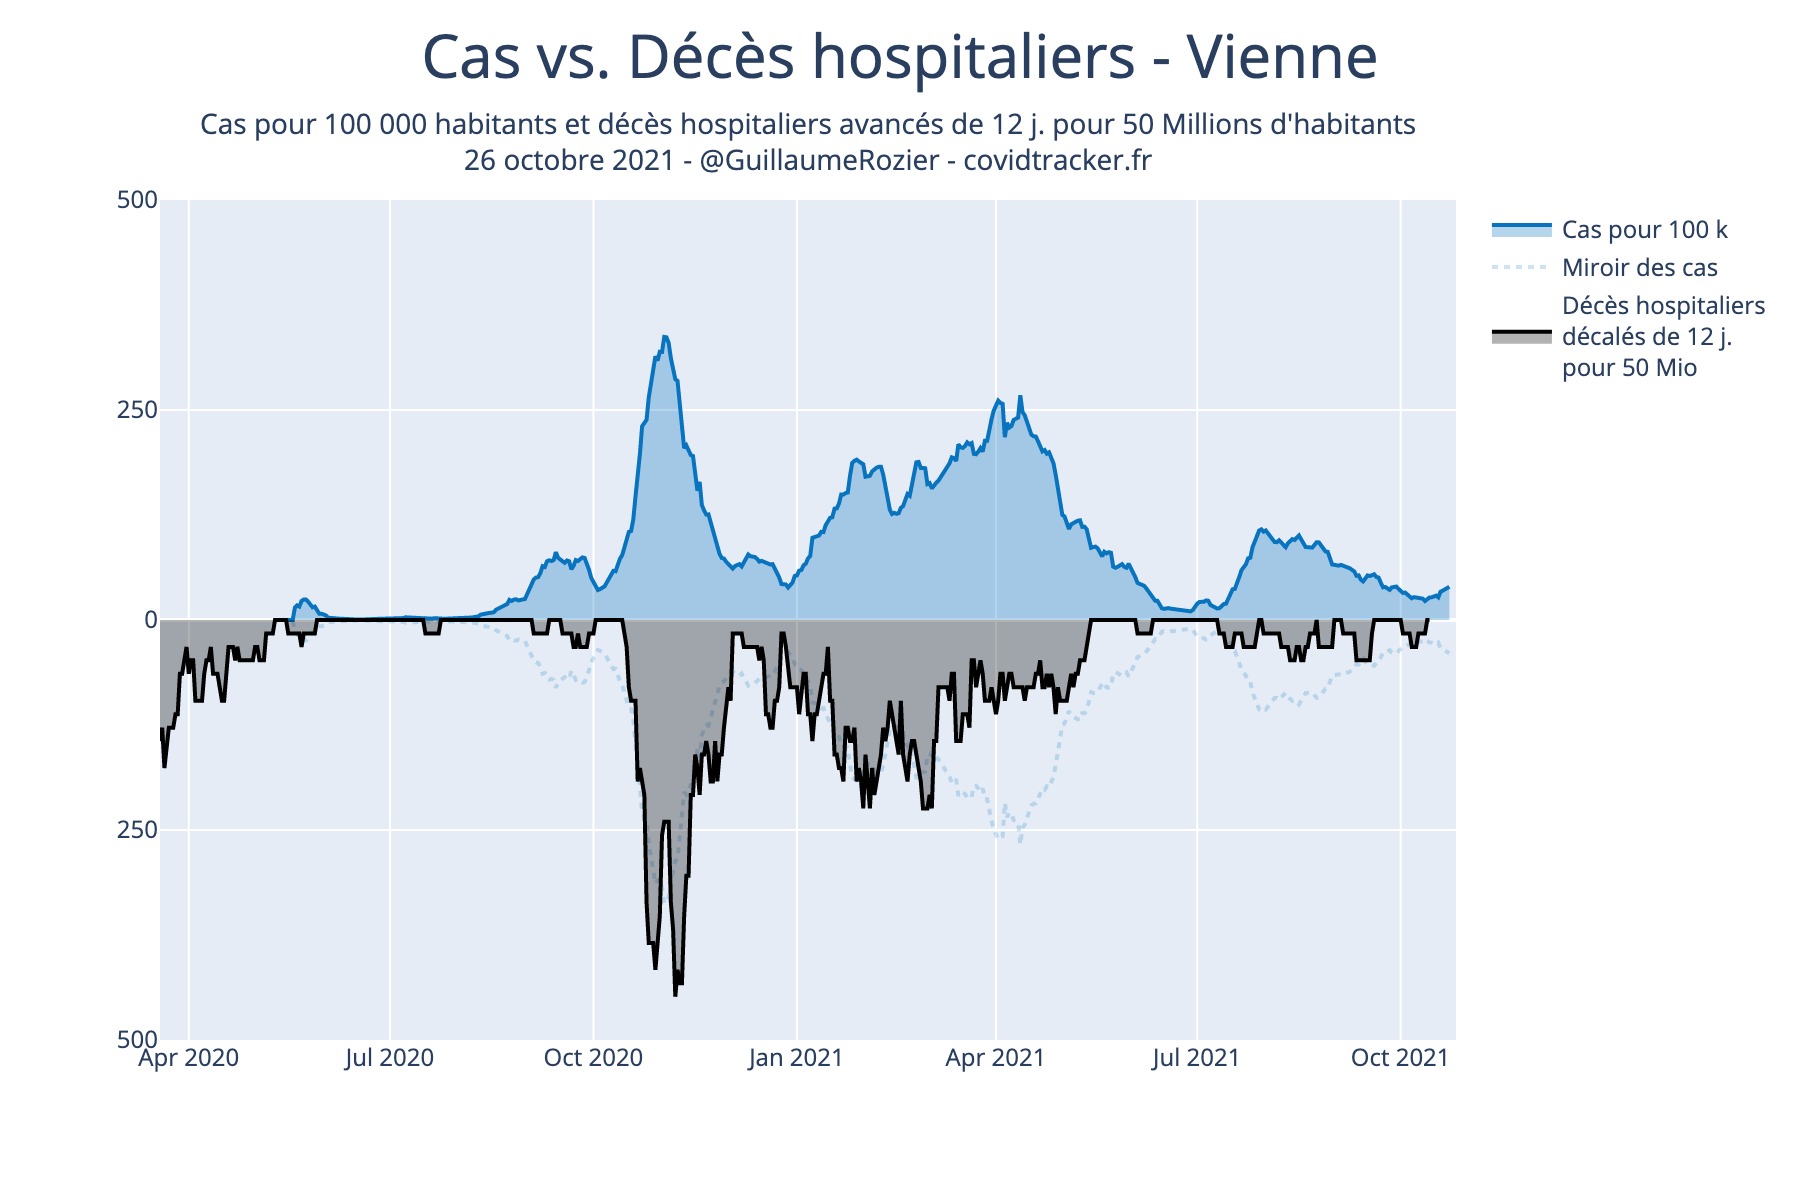 Cas vs. Décès hospitaliers - Vienne
Cas pour 100 000 habitants et décès hospitaliers avancés de 12 j. pour 50 Millions d'habitants
26 octobre 2021 - @GuillaumeRozier - covidtracker.fr
500
250
0
250
500
Apr 2020
Jul 2020
Oct 2020
Jan 2021
Apr 2021
Jul 2021
Oct 2021
Cas pour 100 k
Miroir des cas
Décès hospitaliers
décalés de 12 j.
pour 50 Mio